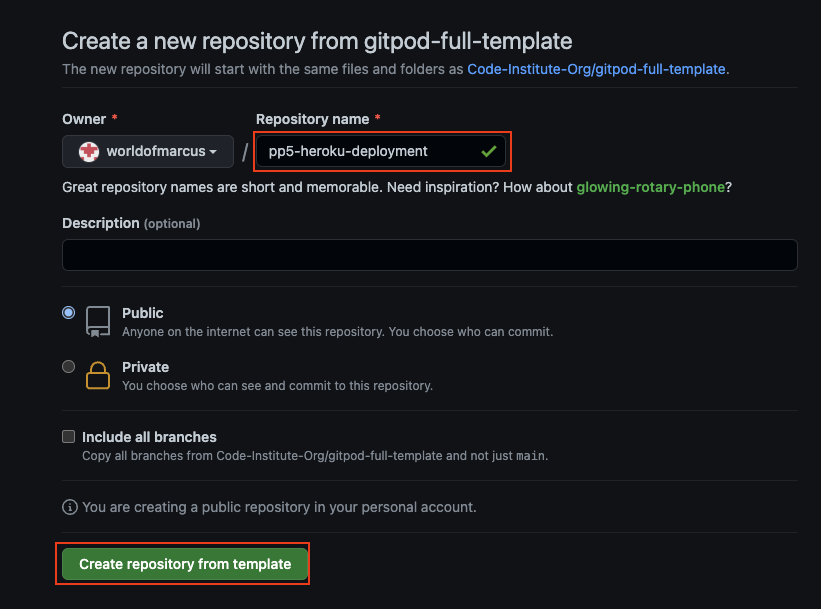 Create a new repository from gitpod-full-template
The new repository will start with the same files and folders as Code-Institute-Org/gitpod-full-template.
Owner * Repository name *
worldofmarcus / pp5-heroku-deployment
Great repository names are short and memorable. Need inspiration? How about glowing-rotary-phone?
Description (optional)
Public
Anyone on the internet can see this repository. You choose who can commit.
Private
You choose who can see and commit to this repository.
Include all branches
Copy all branches from Code-Institute-Org/gitpod-full-template and not just main.
You are creating a public repository in your personal account.
Create repository from template